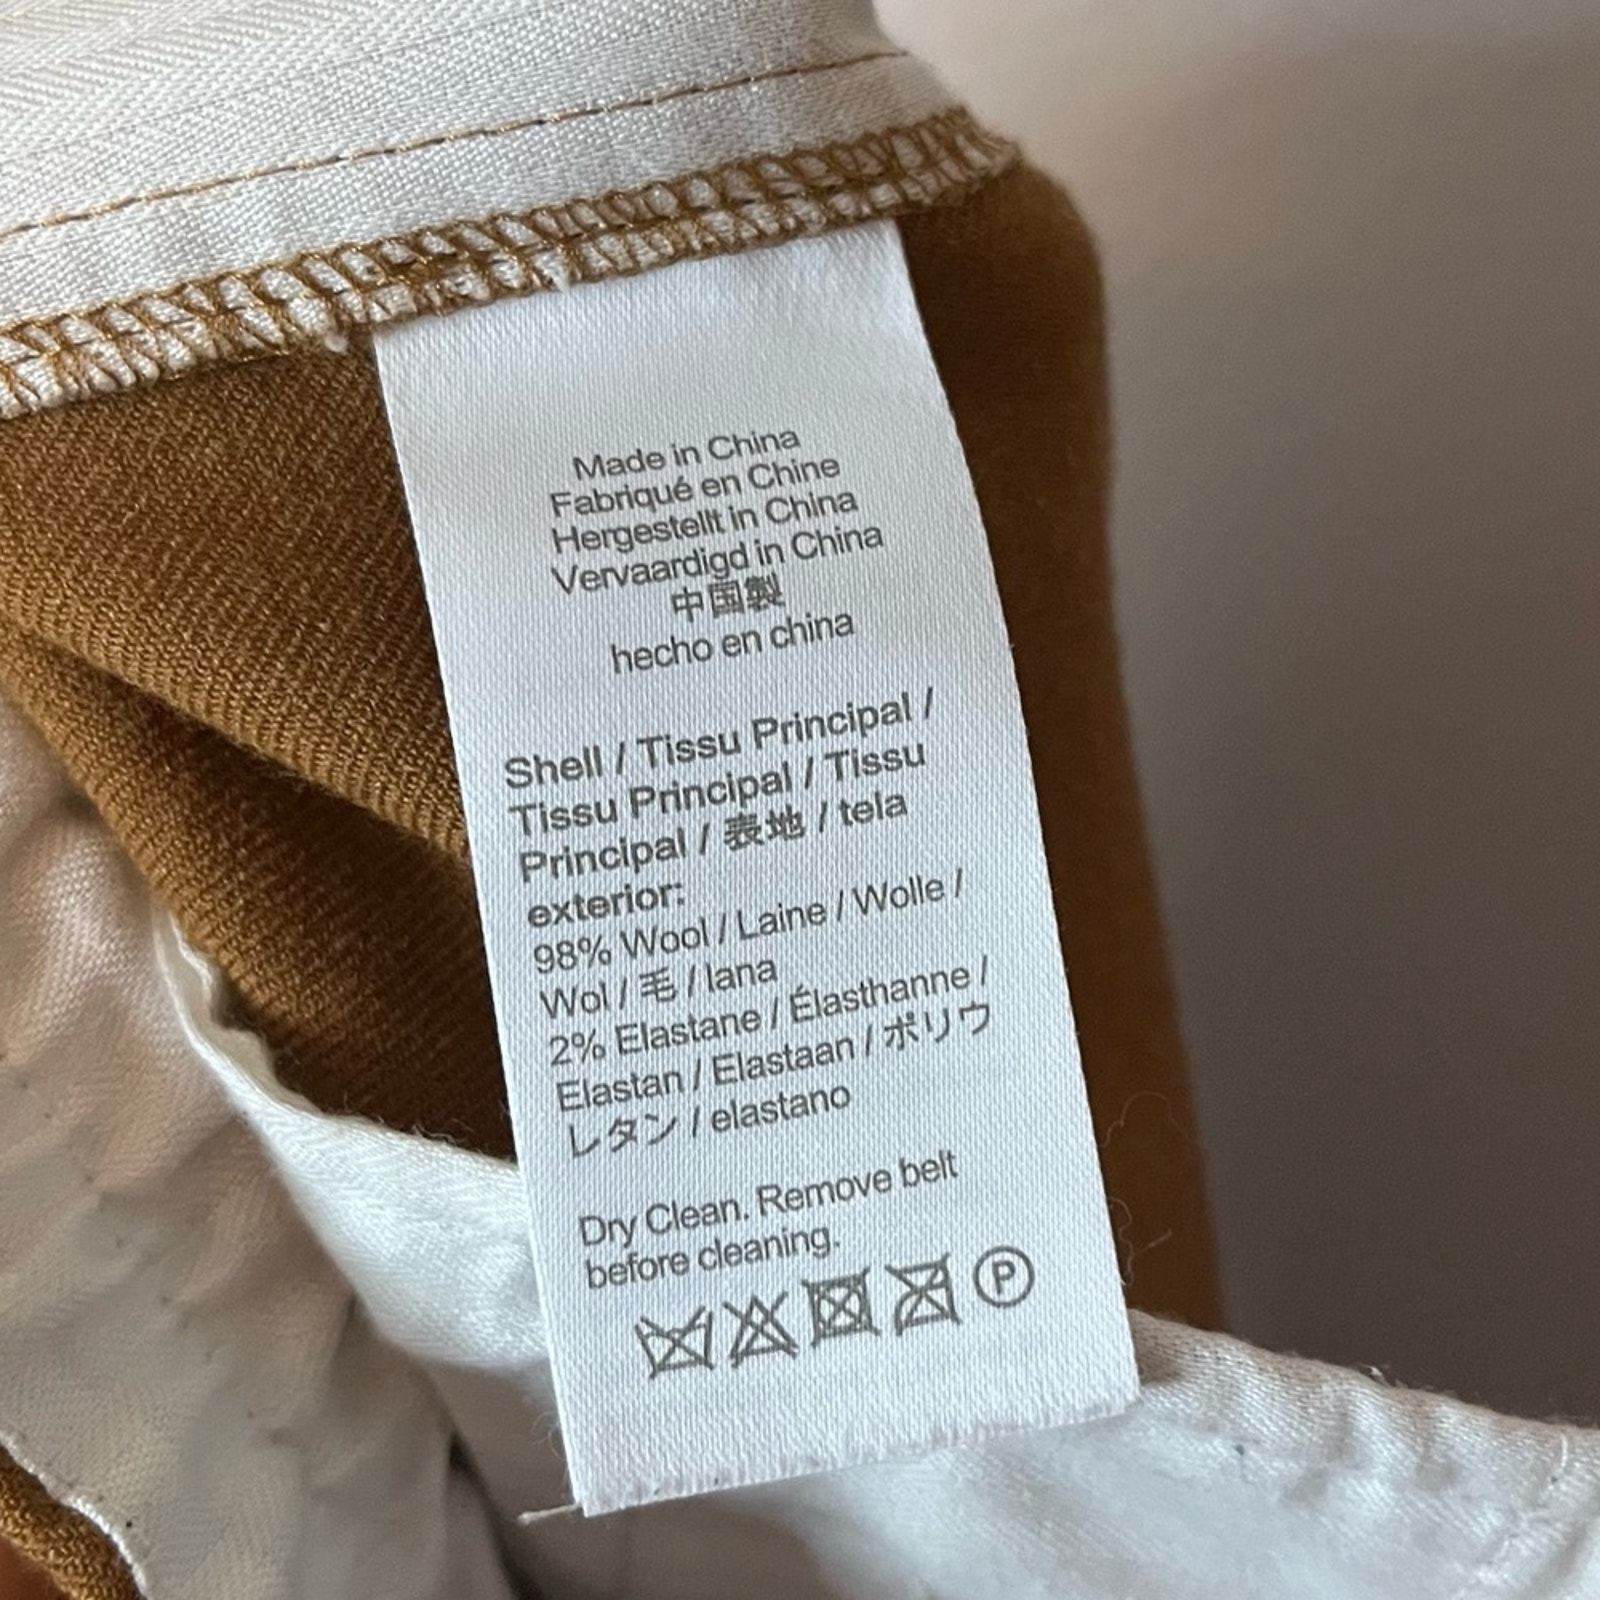 Made in China
Fabriqué en Chine
Hergestellt in China
Vervaardigd in China
中国製
hecho en china
Shell / Tissu Principal /
Tissu Principal / Tissu
Principal / 表地 / tela
exterior:
98% Wool / Laine / Wolle /
Wol / 毛 / lana
2% Elastane / Élasthanne /
Elastan / Elastaan / ポリウ
レタン / elastano
Dry Clean. Remove belt
before cleaning.
P